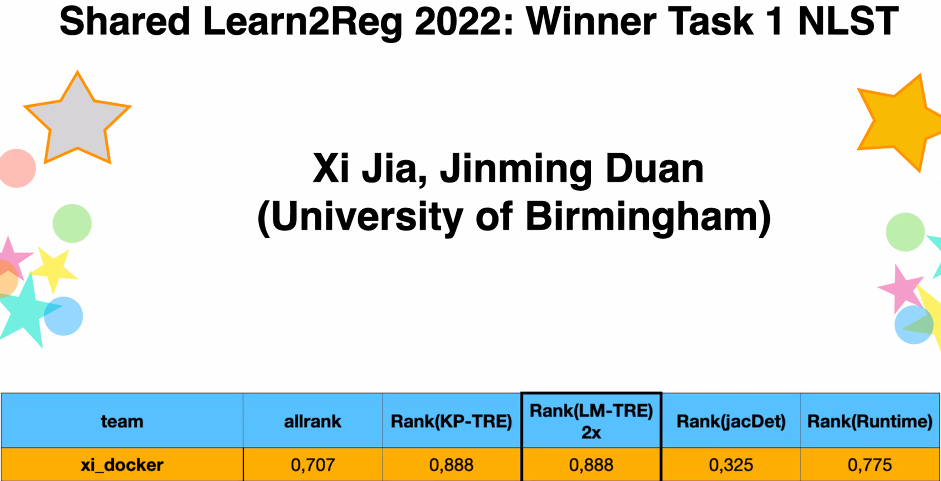 Shared Learn2Reg 2022: Winner Task 1 NLST
Xi Jia, Jinming Duan
(University of Birmingham)
team allrank Rank(KP-TRE) Rank(LM-TRE) 2x Rank(jacDet) Rank(Runtime)
xi_docker 0,707 0,888 0,888 0,325 0,775